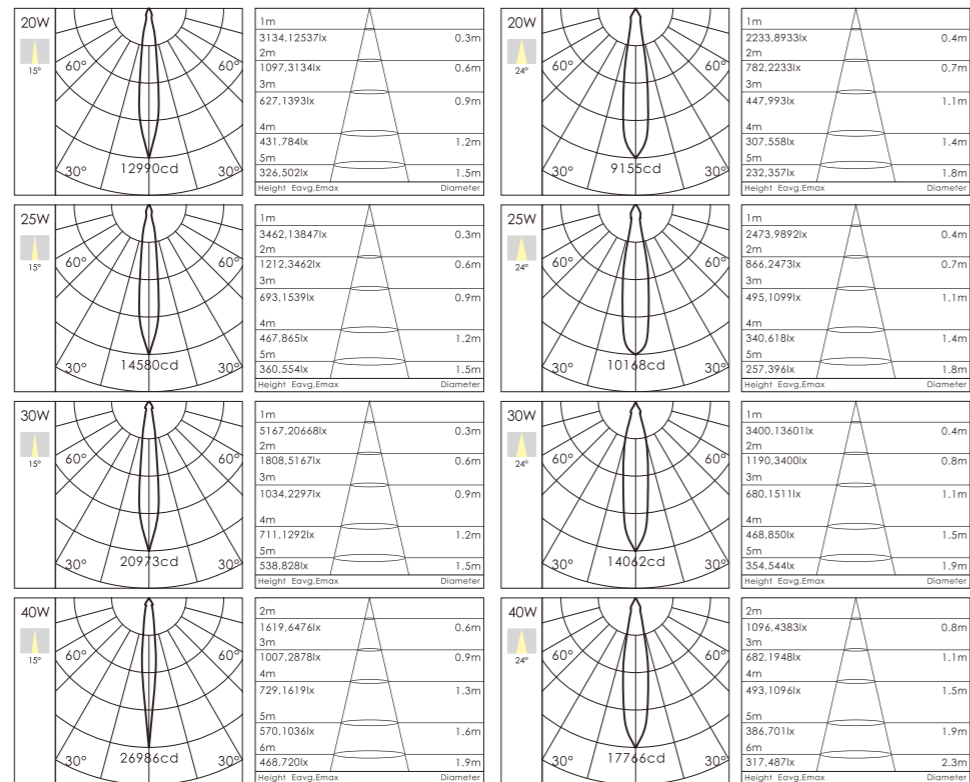 20W
15°
60°
60°
30°
12990cd
30°
1m
3134,12537lx 0.3m
2m
1097,3134lx 0.6m
3m
627,1393lx 0.9m
4m
431,784lx 1.2m
5m
326,502lx 1.5m
Height Eavg,Emax Diameter
20W
24°
60°
60°
30°
9155cd
30°
1m
2233,8933lx 0.4m
2m
782,2233lx 0.7m
3m
447,993lx 1.1m
4m
307,558lx 1.4m
5m
232,357lx 1.8m
Height Eavg,Emax Diameter
25W
15°
60°
60°
30°
14580cd
30°
1m
3462,13847lx 0.3m
2m
1212,3462lx 0.6m
3m
693,1539lx 0.9m
4m
467,865lx 1.2m
5m
360,554lx 1.5m
Height Eavg,Emax Diameter
25W
24°
60°
60°
30°
10168cd
30°
1m
2473,9892lx 0.4m
2m
866,2473lx 0.7m
3m
495,1099lx 1.1m
4m
340,618lx 1.4m
5m
257,396lx 1.8m
Height Eavg,Emax Diameter
30W
15°
60°
60°
30°
20973cd
30°
1m
5167,20668lx 0.3m
2m
1808,5167lx 0.6m
3m
1034,2297lx 0.9m
4m
711,1292lx 1.2m
5m
538,828lx 1.5m
Height Eavg,Emax Diameter
30W
24°
60°
60°
30°
14062cd
30°
1m
3400,13601lx 0.4m
2m
1190,3400lx 0.8m
3m
680,1511lx 1.1m
4m
468,850lx 1.5m
5m
354,544lx 1.9m
Height Eavg,Emax Diameter
40W
15°
60°
60°
30°
26986cd
30°
2m
1619,6476lx 0.6m
3m
1007,2878lx 0.9m
4m
729,1619lx 1.3m
5m
570,1036lx 1.6m
6m
468,720lx 1.9m
Height Eavg,Emax Diameter
40W
24°
60°
60°
30°
17766cd
30°
2m
1096,4383lx 0.8m
3m
682,1948lx 1.1m
4m
493,1096lx 1.5m
5m
386,701lx 1.9m
6m
317,487lx 2.3m
Height Eavg,Emax Diameter